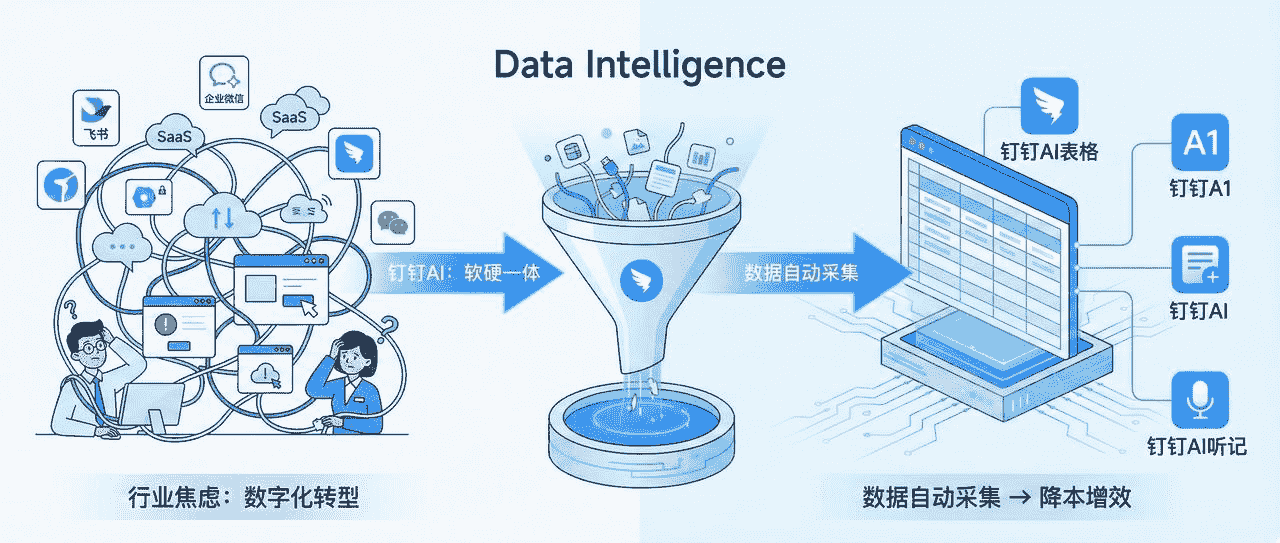 Data Intelligence
企业微信
飞书
SaaS
SaaS
钉钉AI：软硬一体
数据自动采集
钉钉AI表格
A1
钉钉A1
钉钉AI
钉钉AI听记
?
?
行业焦虑：数字化转型
数据自动采集 → 降本增效